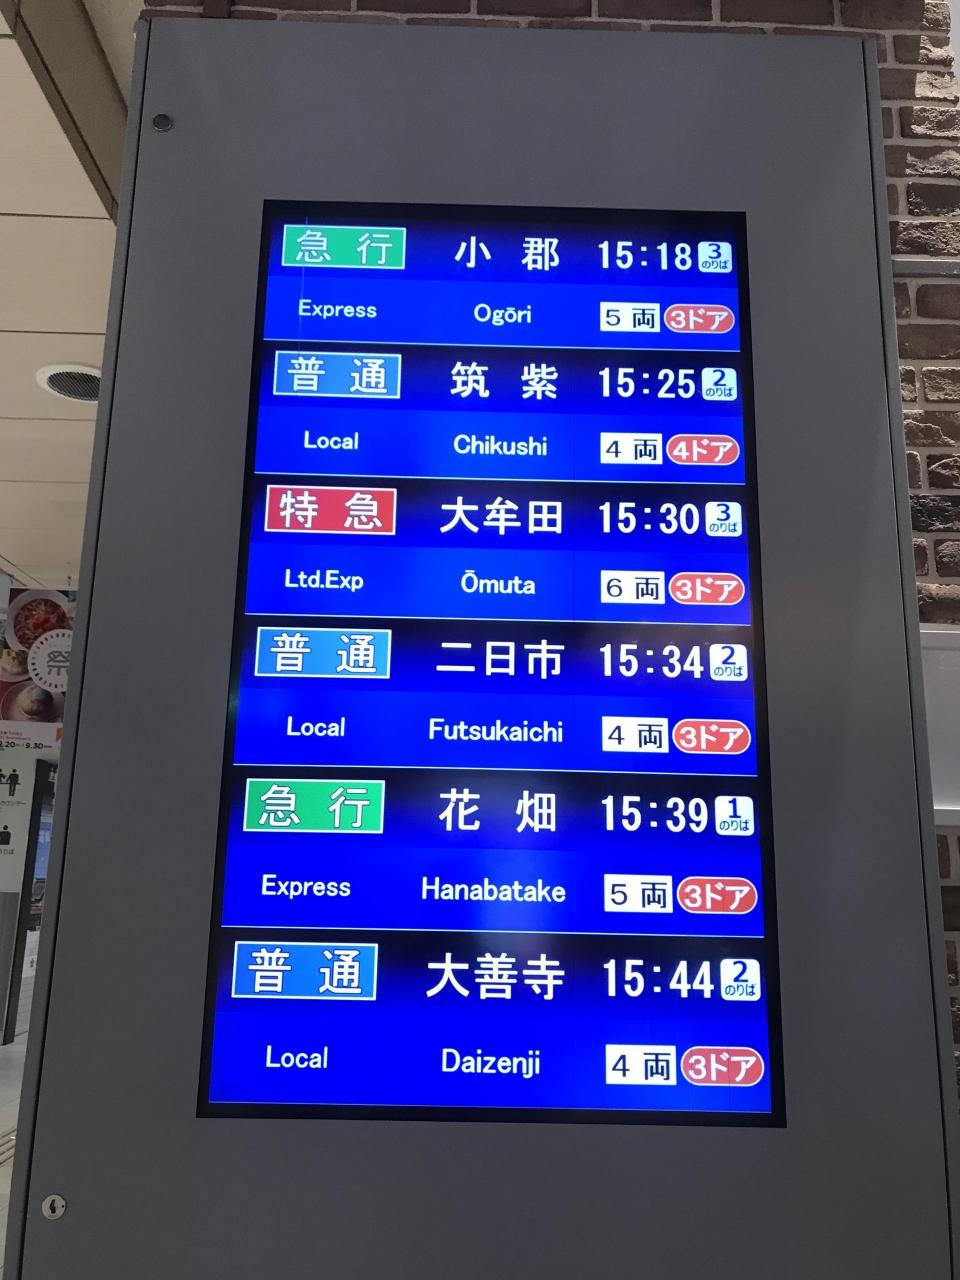 急行 小郡 15:18 3 のりば
Express Ogōri 5両 3ドア
普通 筑紫 15:25 2 のりば
Local Chikushi 4両 4ドア
特急 大牟田 15:30 3 のりば
Ltd.Exp Ōmuta 6両 3ドア
普通 二日市 15:34 2 のりば
Local Futsukaichi 4両 3ドア
急行 花畑 15:39 1 のりば
Express Hanabatake 5両 3ドア
普通 大善寺 15:44 2 のりば
Local Daizenji 4両 3ドア
祭
9.30